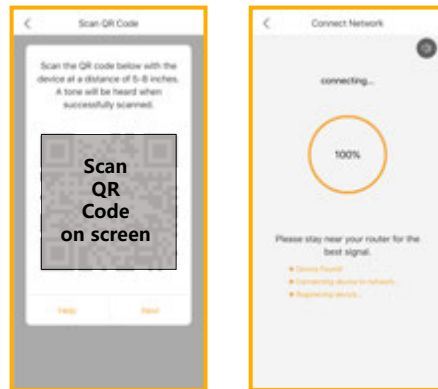 Scan QR Code
Scan the QR code below with the
device at a distance of 5-8 inches.
A tone will be heard when
successfully scanned.
Scan
QR
Code
on screen
Help
Next
Connect Network
connecting...
100%
Please stay near your router for the
best signal.
Device found
Connecting device to network...
Registering device...